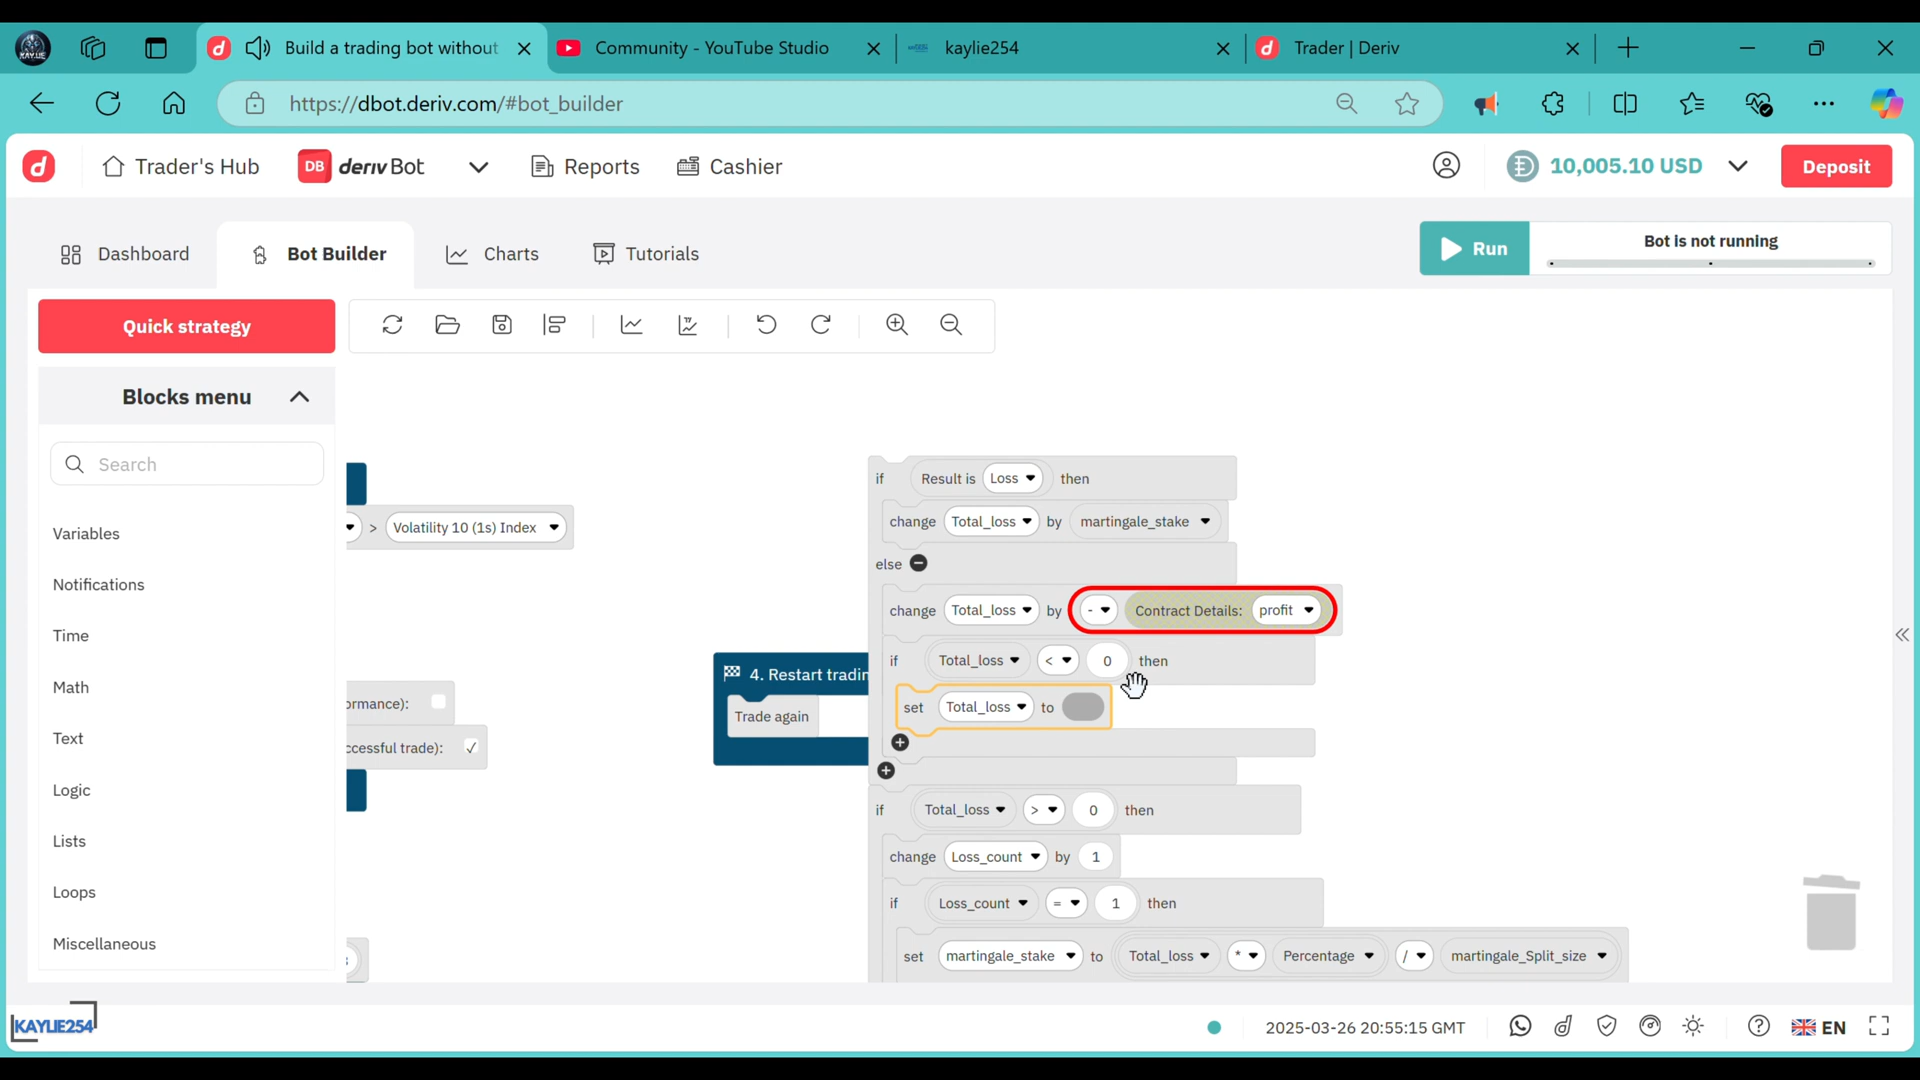 Build a trading bot without
Community - YouTube Studio
kaylie254
Trader | Deriv
https://dbot.deriv.com/#bot_builder
Trader's Hub
DB deriv Bot
Reports
Cashier
10,005.10 USD
Deposit
Dashboard
Bot Builder
Charts
Tutorials
Run
Bot is not running
Quick strategy
Blocks menu
Search
Variables
Notifications
Time
Math
Text
Logic
Lists
Loops
Miscellaneous
> Volatility 10 (1s) Index
ormance):
ccessful trade): ✓
4. Restart tradin
Trade again
if Result is Loss then
change Total_loss by martingale_stake
else
change Total_loss by - Contract Details: profit
if Total_loss < 0 then
set Total_loss to
if Total_loss > 0 then
change Loss_count by 1
if Loss_count = 1 then
set martingale_stake to Total_loss * Percentage / martingale_Split_size
KAYLIE254
2025-03-26 20:55:15 GMT
EN